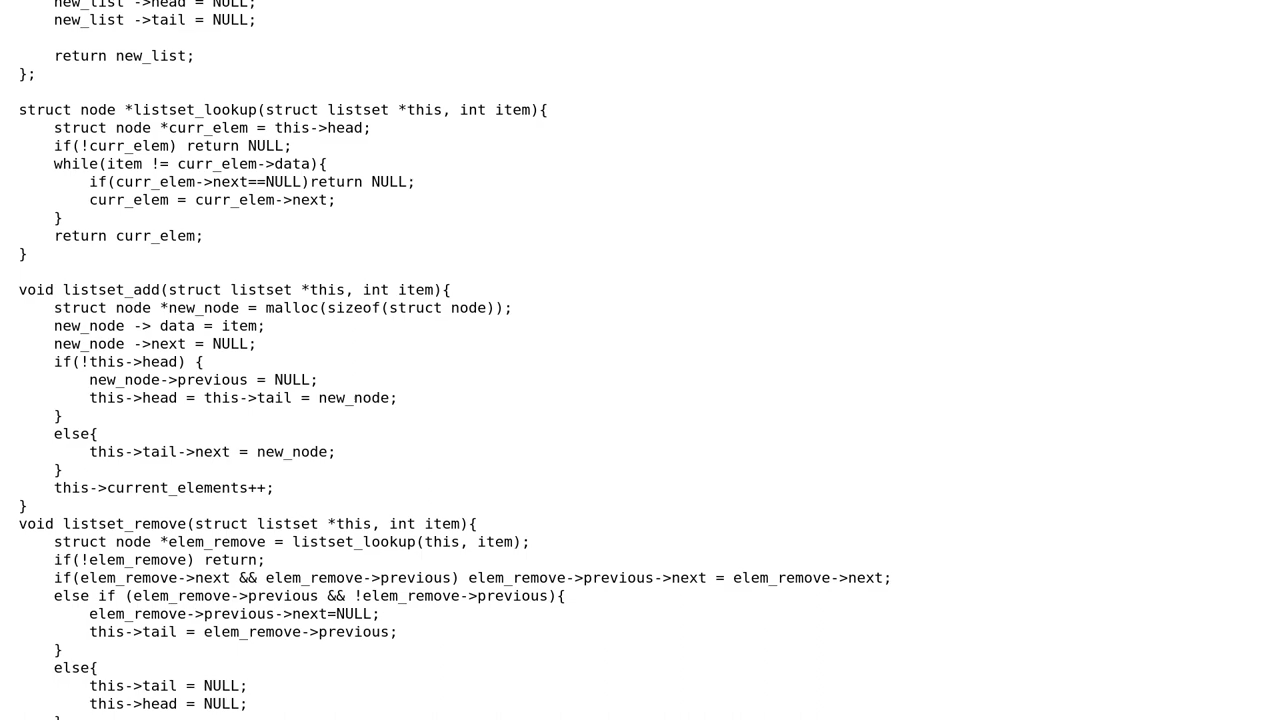 new_list ->head = NULL;
new_list ->tail = NULL;
return new_list;
};
struct node *listset_lookup(struct listset *this, int item){
struct node *curr_elem = this->head;
if(!curr_elem) return NULL;
while(item != curr_elem->data){
if(curr_elem->next==NULL)return NULL;
curr_elem = curr_elem->next;
}
return curr_elem;
}
void listset_add(struct listset *this, int item){
struct node *new_node = malloc(sizeof(struct node));
new_node -> data = item;
new_node ->next = NULL;
if(!this->head) {
new_node->previous = NULL;
this->head = this->tail = new_node;
}
else{
this->tail->next = new_node;
}
this->current_elements++;
}
void listset_remove(struct listset *this, int item){
struct node *elem_remove = listset_lookup(this, item);
if(!elem_remove) return;
if(elem_remove->next && elem_remove->previous) elem_remove->previous->next = elem_remove->next;
else if (elem_remove->previous && !elem_remove->previous){
elem_remove->previous->next=NULL;
this->tail = elem_remove->previous;
}
else{
this->tail = NULL;
this->head = NULL;
}